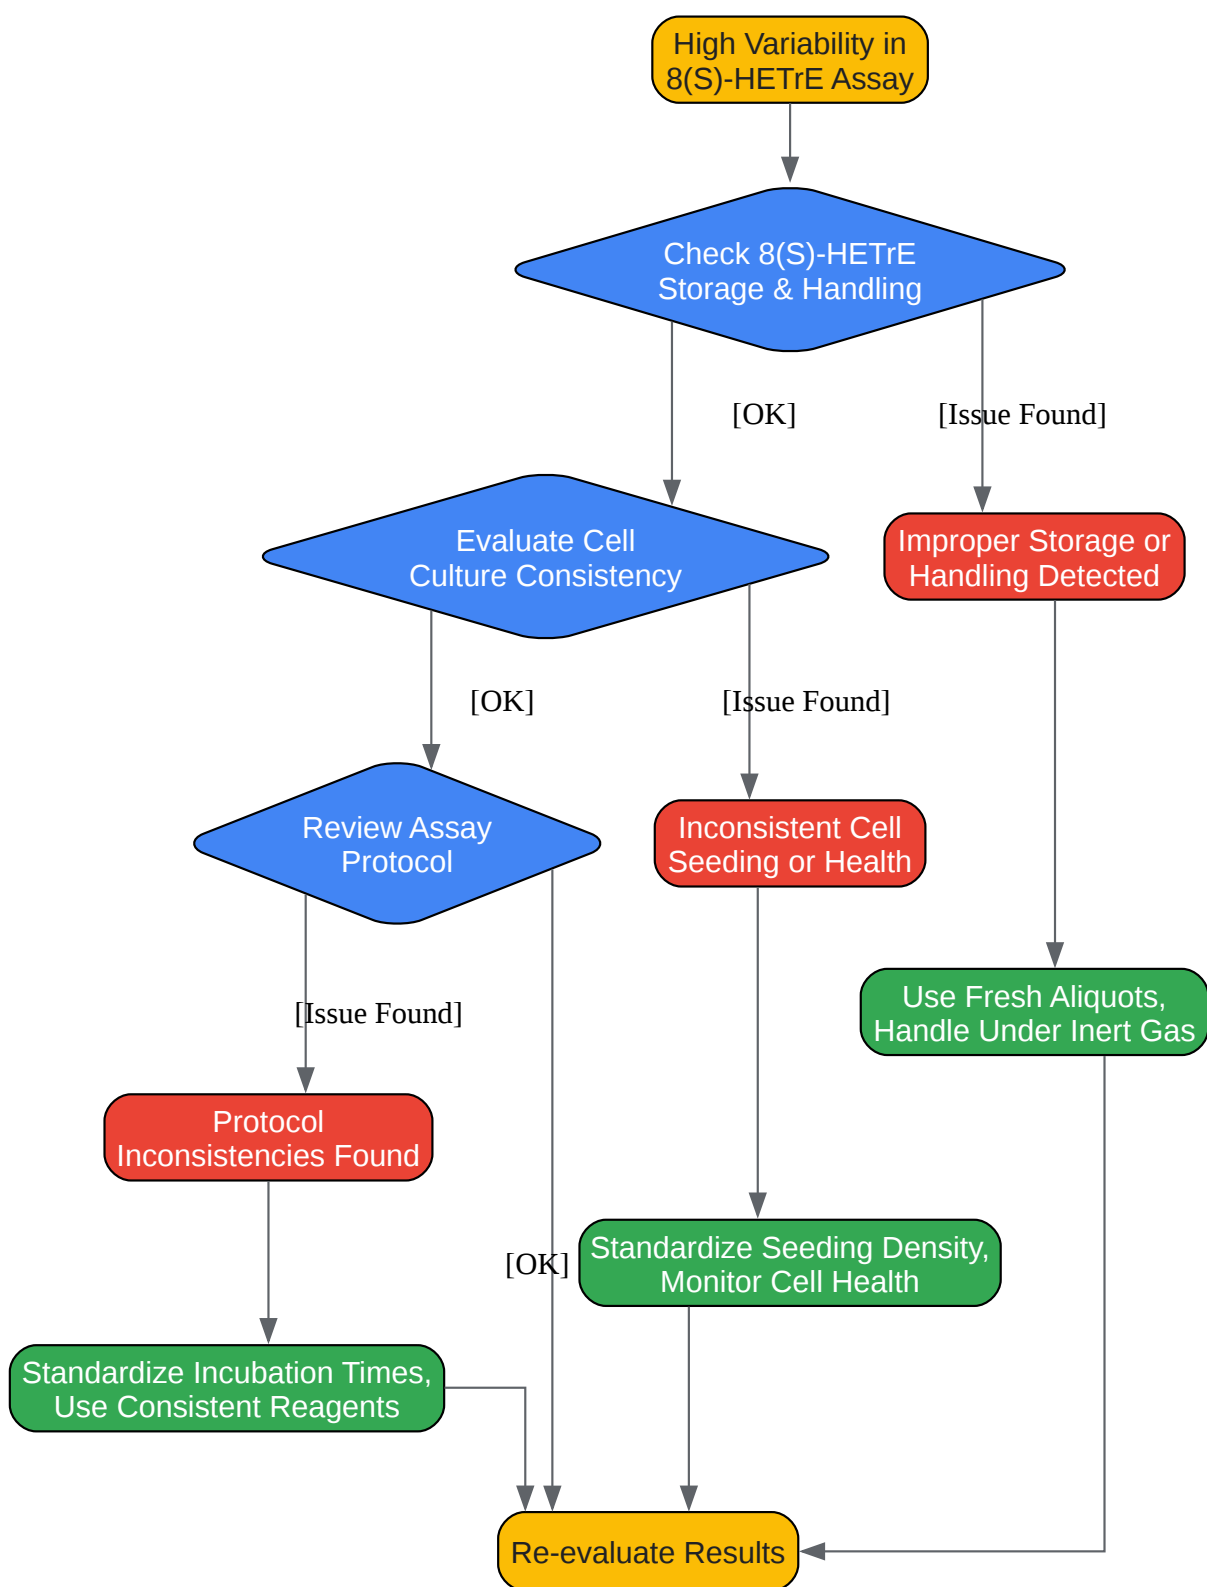 High Variability in
8(S)-HETrE Assay
Check 8(S)-HETrE
Storage & Handling
[OK]
[Issue Found]
Evaluate Cell
Culture Consistency
Improper Storage or
Handling Detected
[OK]
[Issue Found]
Review Assay
Protocol
Inconsistent Cell
Seeding or Health
[Issue Found]
Use Fresh Aliquots,
Handle Under Inert Gas
Protocol
Inconsistencies Found
[OK]
Standardize Seeding Density,
Monitor Cell Health
Standardize Incubation Times,
Use Consistent Reagents
Re-evaluate Results